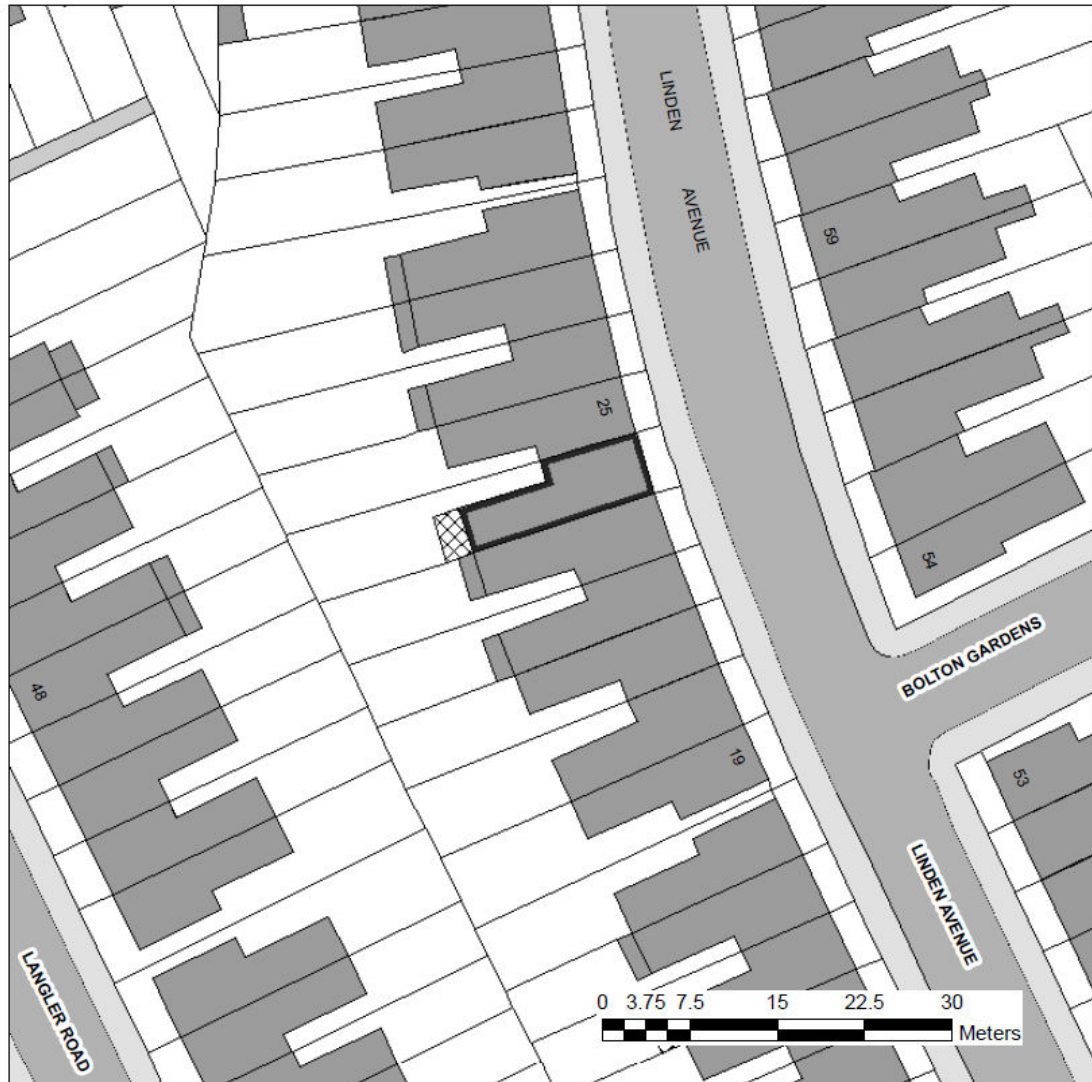 LINDEN
AVENUE
59
25
54
BOLTON GARDENS
48
19
53
LINDEN AVENUE
LANGLER ROAD
0 3.75 7.5 15 22.5 30
Meters